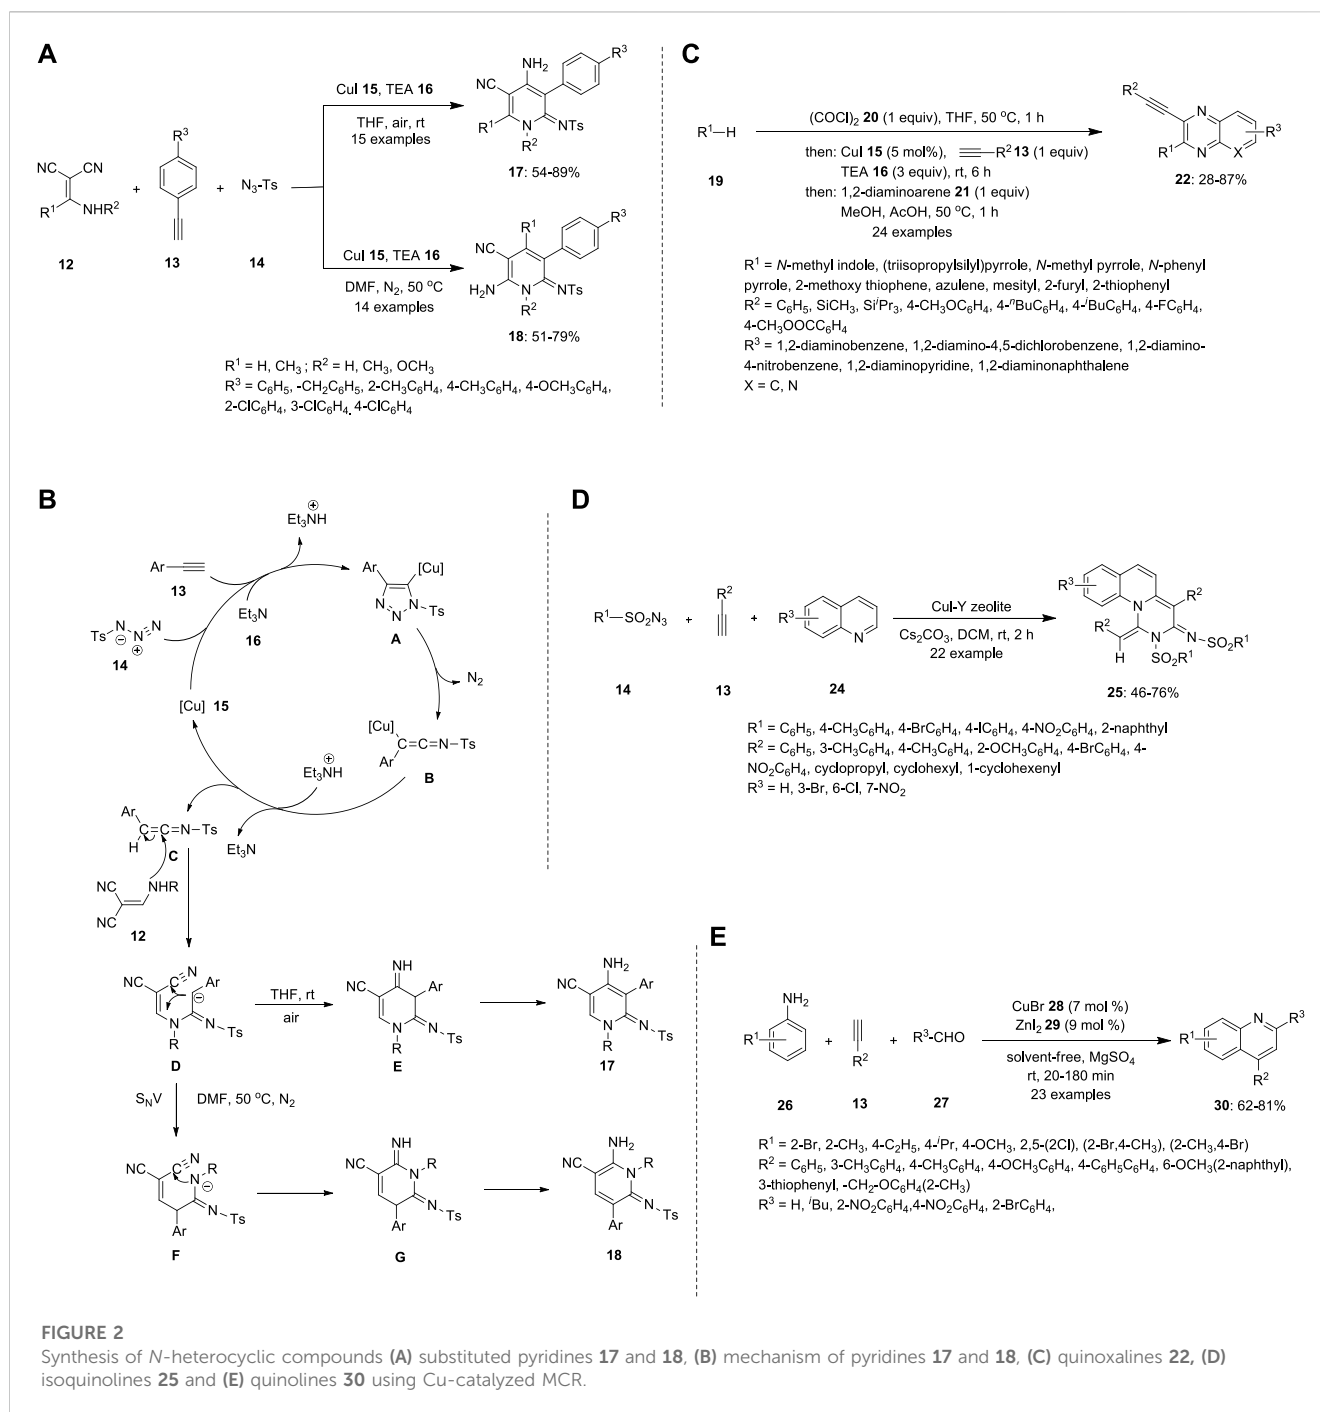 A
CN CN
R¹ NHR²
12
+
R³
13
+
N₃-Ts
14
CuI 15, TEA 16
THF, air, rt
15 examples
NH₂
NC
R³
R¹ N NTs
R²
17: 54-89%
CuI 15, TEA 16
DMF, N₂, 50 °C
14 examples
R¹
NC
R³
H₂N N NTs
R²
18: 51-79%
R¹ = H, CH₃ ; R² = H, CH₃, OCH₃
R³ = C₆H₅, -CH₂C₆H₅, 2-CH₃C₆H₄, 4-CH₃C₆H₄, 4-OCH₃C₆H₄,
2-ClC₆H₄, 3-ClC₆H₄, 4-ClC₆H₄
C
R¹–H
19
(COCl)₂ 20 (1 equiv), THF, 50 °C, 1 h
then: CuI 15 (5 mol%), R² 13 (1 equiv)
TEA 16 (3 equiv), rt, 6 h
then: 1,2-diaminoarene 21 (1 equiv)
MeOH, AcOH, 50 °C, 1 h
24 examples
R²
N
R³
R¹ N X
22: 28-87%
R¹ = N-methyl indole, (triisopropylsilyl)pyrrole, N-methyl pyrrole, N-phenyl
pyrrole, 2-methoxy thiophene, azulene, mesityl, 2-furyl, 2-thiophenyl
R² = C₆H₅, SiCH₃, SiⁱPr₃, 4-CH₃OC₆H₄, 4-ⁿBuC₆H₄, 4-ⁱBuC₆H₄, 4-FC₆H₄,
4-CH₃OOCC₆H₄
R³ = 1,2-diaminobenzene, 1,2-diamino-4,5-dichlorobenzene, 1,2-diamino-
4-nitrobenzene, 1,2-diaminopyridine, 1,2-diaminonaphthalene
X = C, N
B
Et₃NH ⊕
Ar
13
Et₃N
16
Ts N N N
⊖ ⊕
14
[Cu] 15
Ar [Cu]
N N Ts
N
A
N₂
[Cu]
C=C=N–Ts
Ar
B
Et₃NH ⊕
Et₃N
Ar
C=C=N–Ts
H
C
NC NHR
NC
12
NC C N
Ar
⊖
N N
R Ts
D
THF, rt
air
NH
NC Ar
N N
R Ts
E
NH₂
NC Ar
N N
R Ts
17
SNV
DMF, 50 °C, N₂
NC C N
N R
⊖
N
Ar Ts
F
NH
NC N R
N
Ar Ts
G
NH₂
NC N R
N
Ar Ts
18
D
R¹–SO₂N₃
14
+
R²
13
+
R³
N
24
CuI-Y zeolite
Cs₂CO₃, DCM, rt, 2 h
22 example
R³
R²
N
R² N N SO₂R¹
H SO₂R¹
25: 46-76%
R¹ = C₆H₅, 4-CH₃C₆H₄, 4-BrC₆H₄, 4-IC₆H₄, 4-NO₂C₆H₄, 2-naphthyl
R² = C₆H₅, 3-CH₃C₆H₄, 4-CH₃C₆H₄, 2-OCH₃C₆H₄, 4-BrC₆H₄, 4-
NO₂C₆H₄, cyclopropyl, cyclohexyl, 1-cyclohexenyl
R³ = H, 3-Br, 6-Cl, 7-NO₂
E
NH₂
R¹
26
+
R²
13
+
R³–CHO
27
CuBr 28 (7 mol %)
ZnI₂ 29 (9 mol %)
solvent-free, MgSO₄
rt, 20-180 min
23 examples
N R³
R¹
R²
30: 62-81%
R¹ = 2-Br, 2-CH₃, 4-C₂H₅, 4-ⁱPr, 4-OCH₃, 2,5-(2Cl), (2-Br,4-CH₃), (2-CH₃,4-Br)
R² = C₆H₅, 3-CH₃C₆H₄, 4-CH₃C₆H₄, 4-OCH₃C₆H₄, 4-C₆H₅C₆H₄, 6-OCH₃(2-naphthyl),
3-thiophenyl, -CH₂-OC₆H₄(2-CH₃)
R³ = H, ⁱBu, 2-NO₂C₆H₄,4-NO₂C₆H₄, 2-BrC₆H₄,
FIGURE 2
Synthesis of N-heterocyclic compounds (A) substituted pyridines 17 and 18, (B) mechanism of pyridines 17 and 18, (C) quinoxalines 22, (D)
isoquinolines 25 and (E) quinolines 30 using Cu-catalyzed MCR.